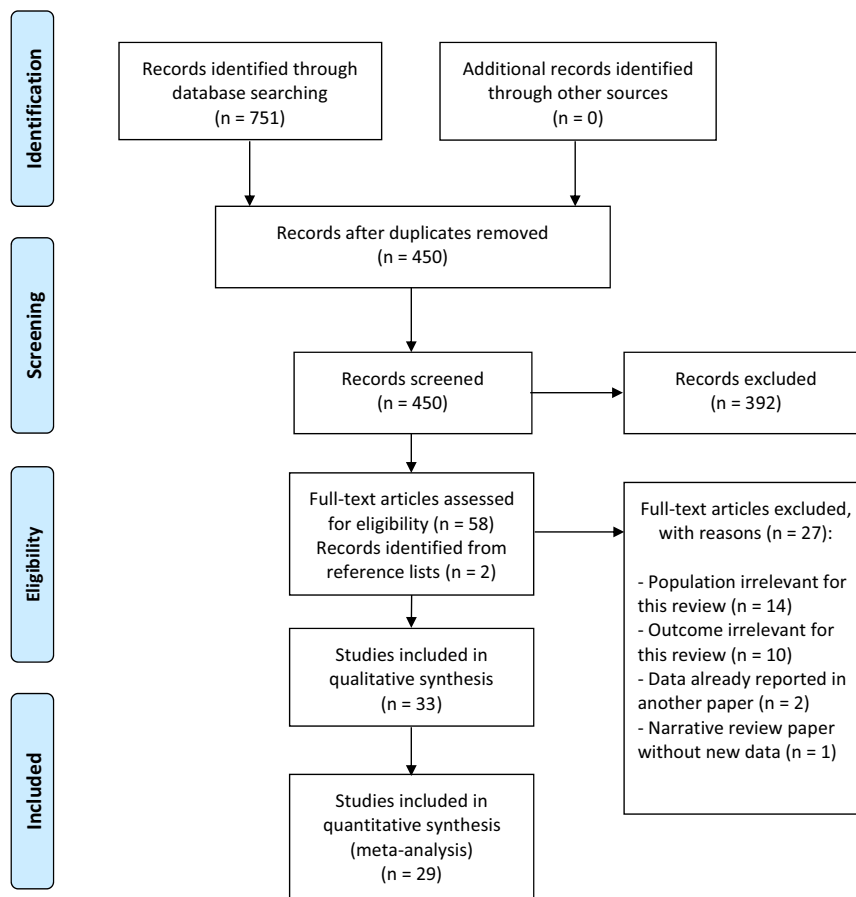 Identification
Records identified through
database searching
(n = 751)
Additional records identified
through other sources
(n = 0)
Records after duplicates removed
(n = 450)
Screening
Records screened
(n = 450)
Records excluded
(n = 392)
Eligibility
Full-text articles assessed
for eligibility (n = 58)
Records identified from
reference lists (n = 2)
Full-text articles excluded,
with reasons (n = 27):
- Population irrelevant for
this review (n = 14)
- Outcome irrelevant for
this review (n = 10)
- Data already reported in
another paper (n = 2)
- Narrative review paper
without new data (n = 1)
Studies included in
qualitative synthesis
(n = 33)
Included
Studies included in
quantitative synthesis
(meta-analysis)
(n = 29)